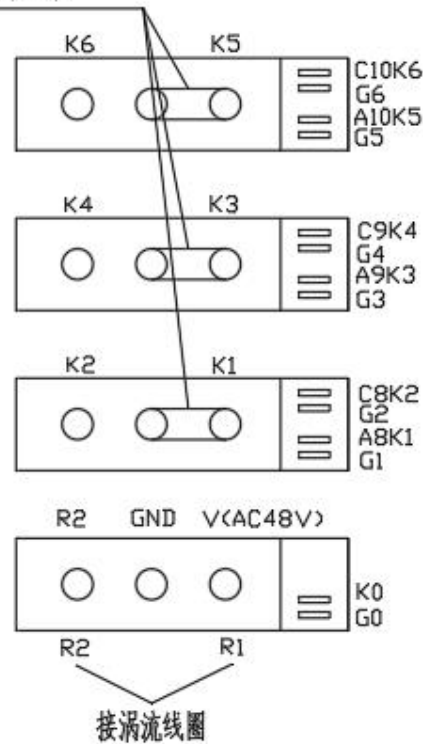 K6 K5
C10K6
G6
A10K5
G5
K4 K3
C9K4
G4
A9K3
G3
K2 K1
C8K2
G2
A8K1
G1
R2 GND V(AC48V)
K0
G0
R2 R1
接涡流线圈